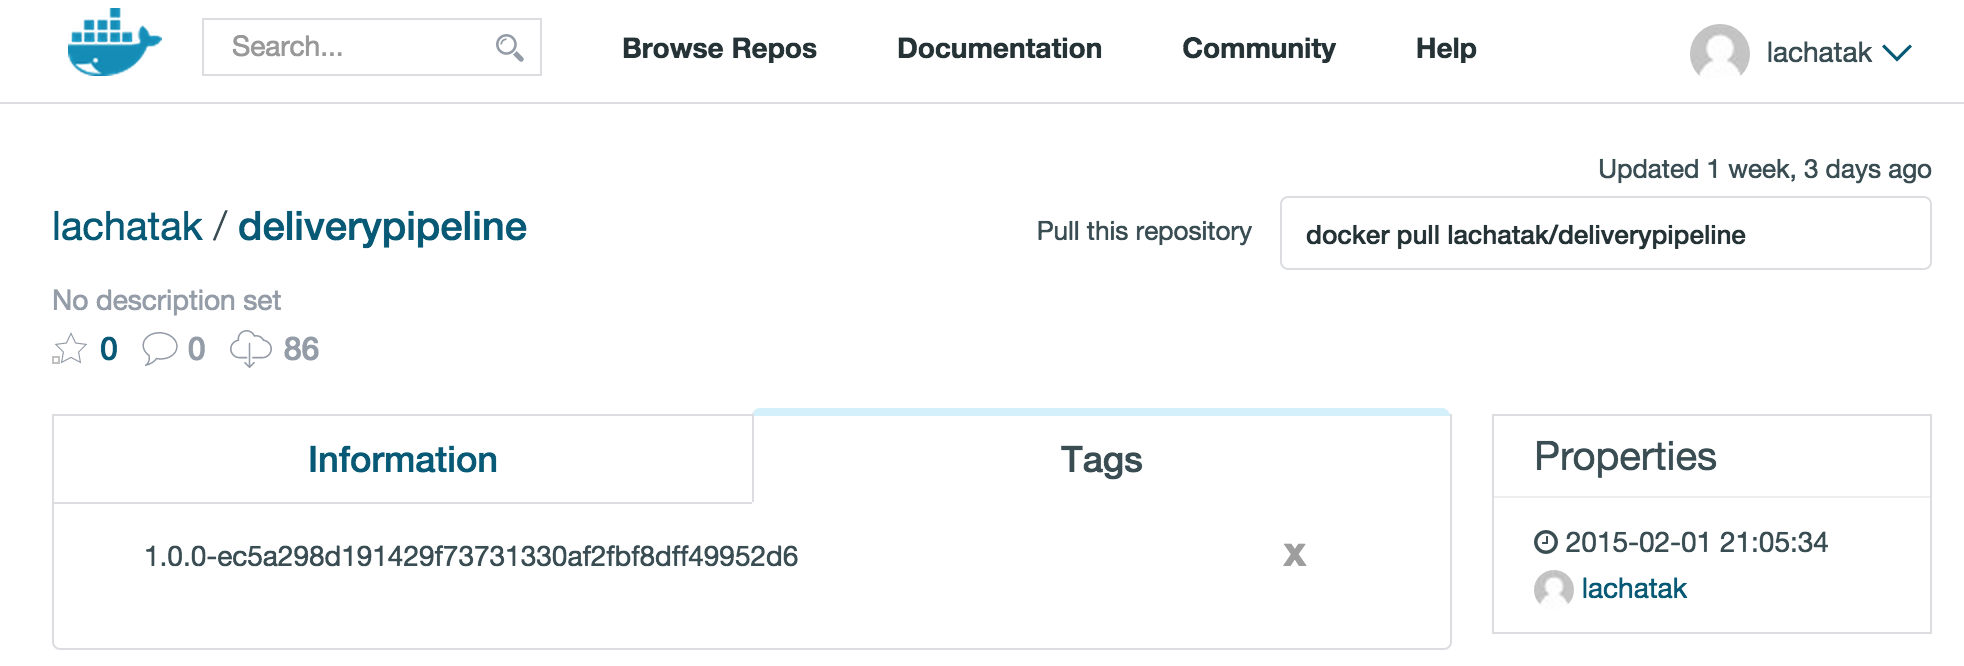 Search...
Browse Repos
Documentation
Community
Help
lachatak
Updated 1 week, 3 days ago
lachatak / deliverypipeline
Pull this repository
docker pull lachatak/deliverypipeline
No description set
0 0 86
Information
Tags
Properties
1.0.0-ec5a298d191429f73731330af2fbf8dff49952d6
X
2015-02-01 21:05:34
lachatak